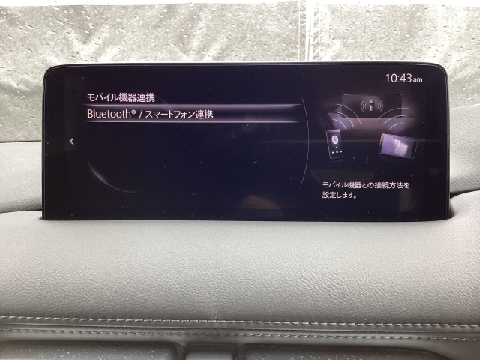 10:43am
モバイル機器連携
Bluetooth® / スマートフォン連携
モバイル機器との接続方法を
設定します。